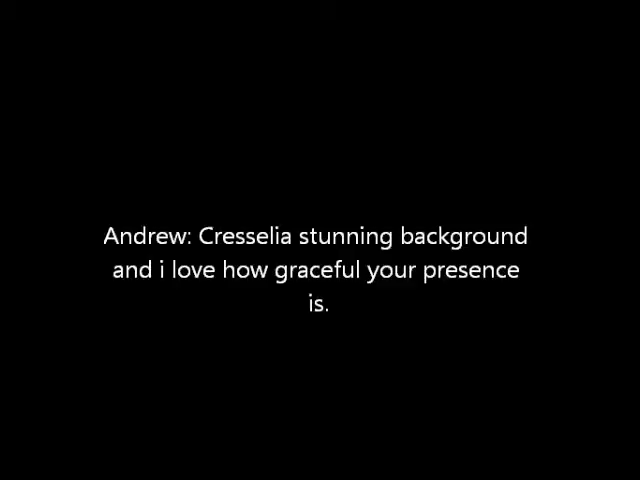 Andrew: Cresselia stunning background
and i love how graceful your presence
is.